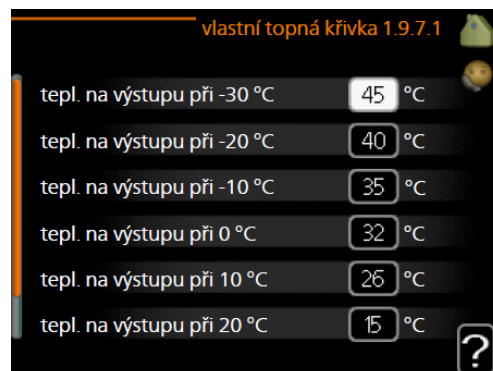 vlastní topná křivka 1.9.7.1
tepl. na výstupu při -30 °C 45 °C
tepl. na výstupu při -20 °C 40 °C
tepl. na výstupu při -10 °C 35 °C
tepl. na výstupu při 0 °C 32 °C
tepl. na výstupu při 10 °C 26 °C
tepl. na výstupu při 20 °C 15 °C
?